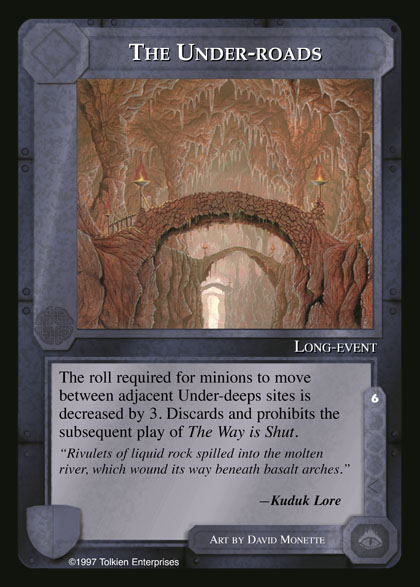 The Under-roads
Long-event
The roll required for minions to move
between adjacent Under-deeps sites is
decreased by 3. Discards and prohibits the
subsequent play of The Way is Shut.
6
“Rivulets of liquid rock spilled into the molten
river, which wound its way beneath basalt arches.”
—Kuduk Lore
Art by David Monette
©1997 Tolkien Enterprises